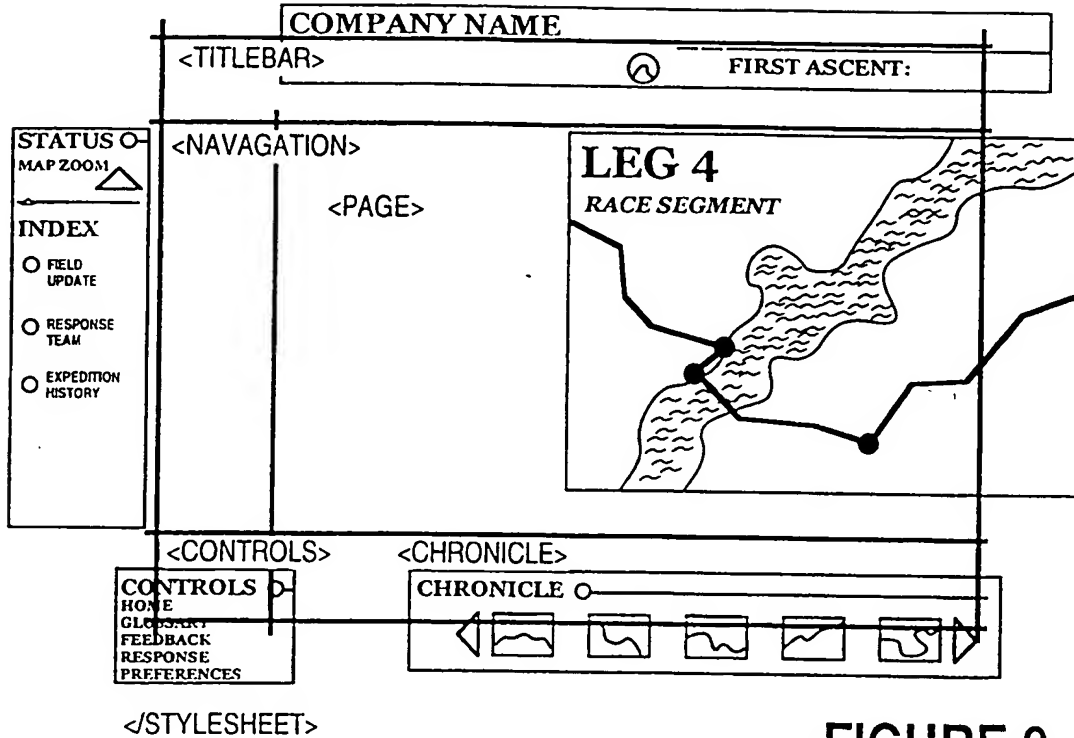 COMPANY NAME
<TITLEBAR>
FIRST ASCENT:
STATUS
MAP ZOOM
<NAVAGATION>
<PAGE>
LEG 4
RACE SEGMENT
INDEX
FIELD
UPDATE
RESPONSE
TEAM
EXPEDITION
HISTORY
<CONTROLS>
<CHRONICLE>
CONTROLS
HOME
GLOSSARY
FEEDBACK
RESPONSE
PREFERENCES
CHRONICLE
</STYLESHEET>